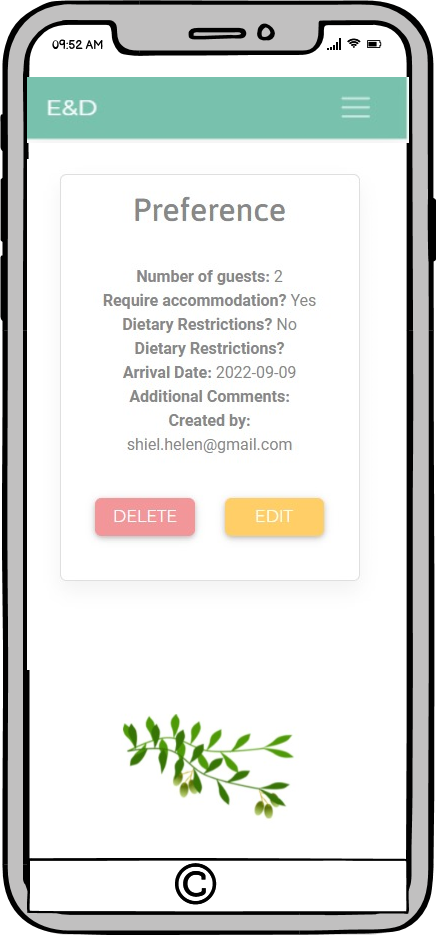 09:52 AM
E&D
Preference
Number of guests: 2
Require accommodation? Yes
Dietary Restrictions? No
Dietary Restrictions?
Arrival Date: 2022-09-09
Additional Comments:
Created by:
shiel.helen@gmail.com
DELETE EDIT
©